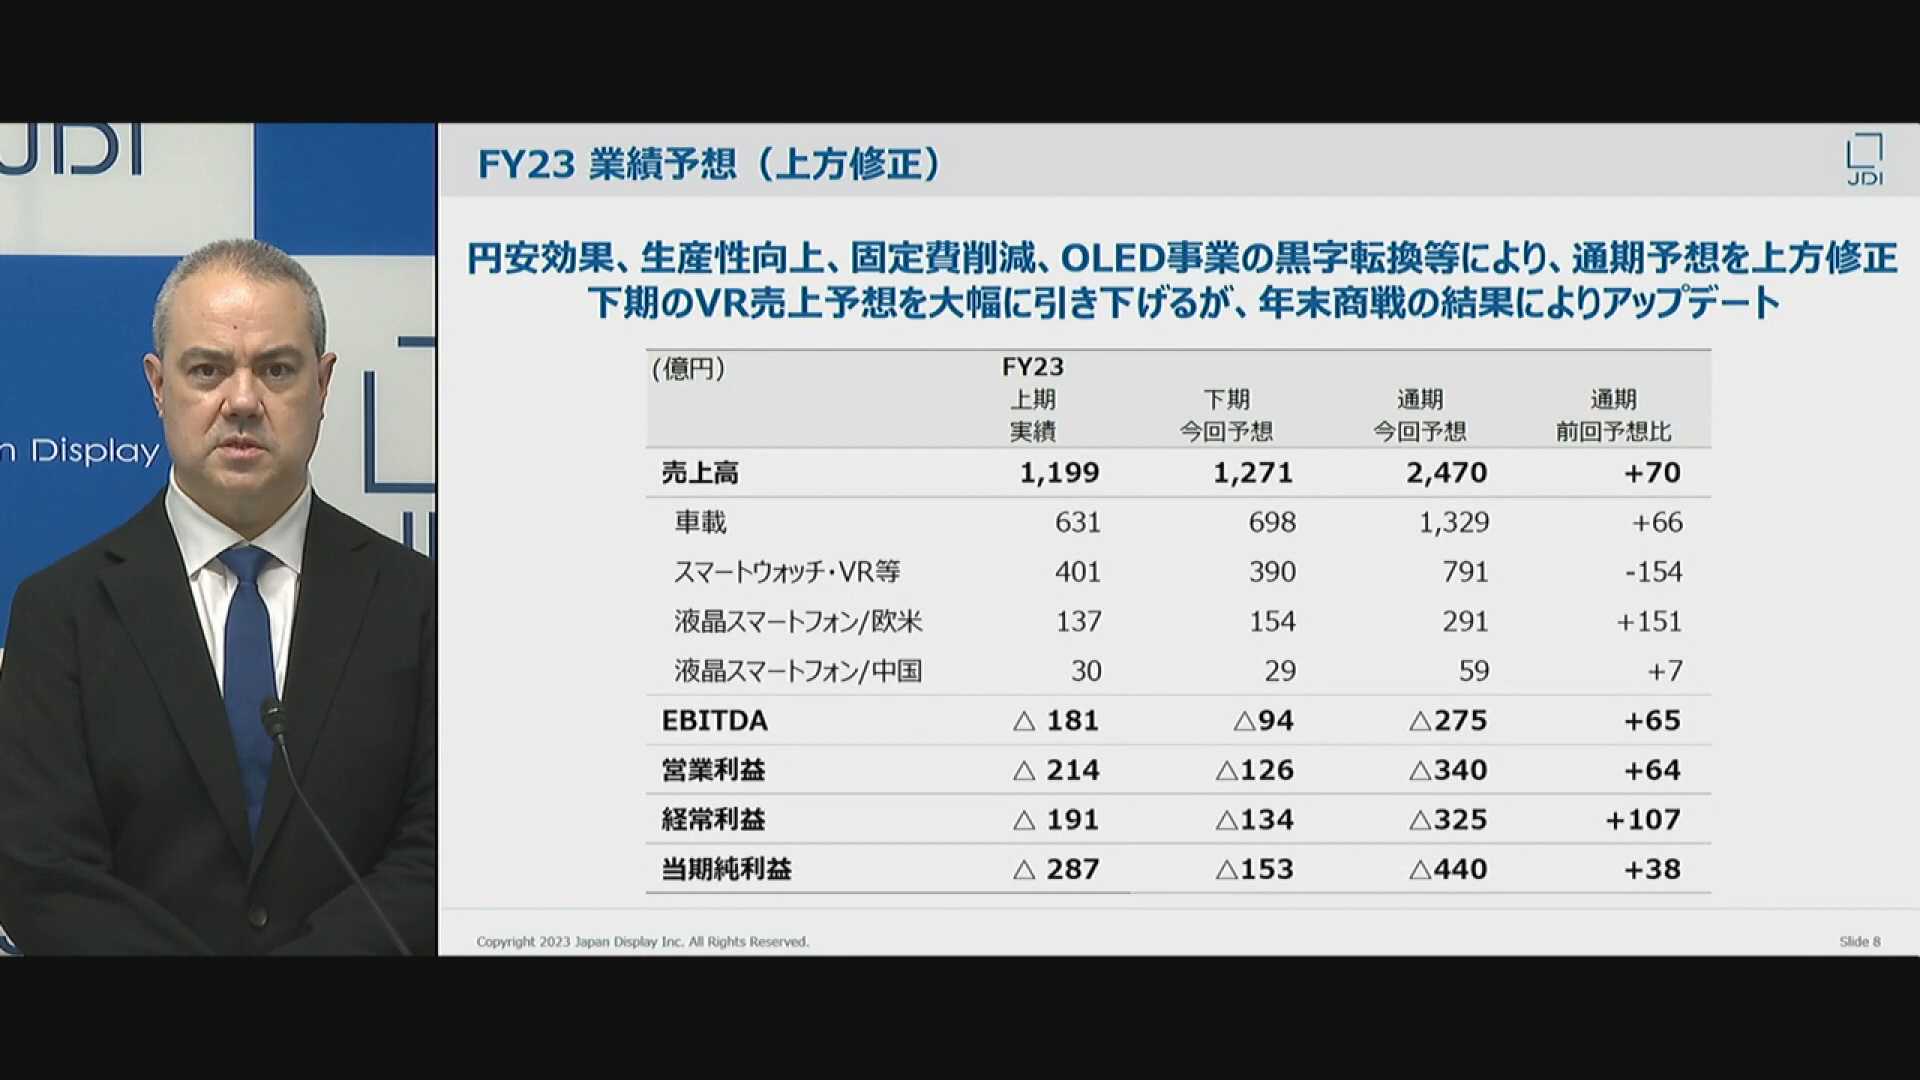 JDI
n Display
FY23 業績予想（上方修正）
JDI
円安効果、生産性向上、固定費削減、OLED事業の黒字転換等により、通期予想を上方修正
下期のVR売上予想を大幅に引き下げるが、年末商戦の結果によりアップデート
(億円) FY23
上期 下期 通期 通期
実績 今回予想 今回予想 前回予想比
売上高 1,199 1,271 2,470 +70
車載 631 698 1,329 +66
スマートウォッチ・VR等 401 390 791 -154
液晶スマートフォン/欧米 137 154 291 +151
液晶スマートフォン/中国 30 29 59 +7
EBITDA △ 181 △94 △275 +65
営業利益 △ 214 △126 △340 +64
経常利益 △ 191 △134 △325 +107
当期純利益 △ 287 △153 △440 +38
Copyright 2023 Japan Display Inc. All Rights Reserved.
Slide 8